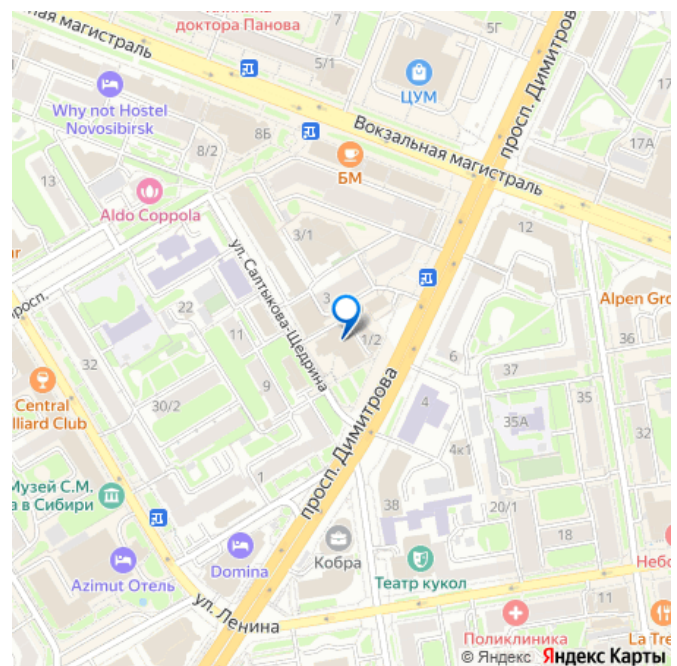 ная магистраль
доктора Панова
7
5/1
5Г
просп. Димитрова
ЦУМ
17
Why not Hostel
Novosibirsk
8Б
Вокзальная магистраль
17А
8/2
13
БМ
Aldo Coppola
3/1
12
ул. Салтыкова-Щедрина
просп.
22
3
Alpen Gro
11
1/2
32
6
37
9
35
Central
lliard Club
30/2
просп. Димитрова
4
35А
32
4к1
1
Музей С.М.
а в Сибири
38
20/1
18
Кобра
Небо
Azimut Отель
Domina
Театр кукол
ул. Ленина
11
Поликлиника
La Tre
© Яндекс Яндекс Карты